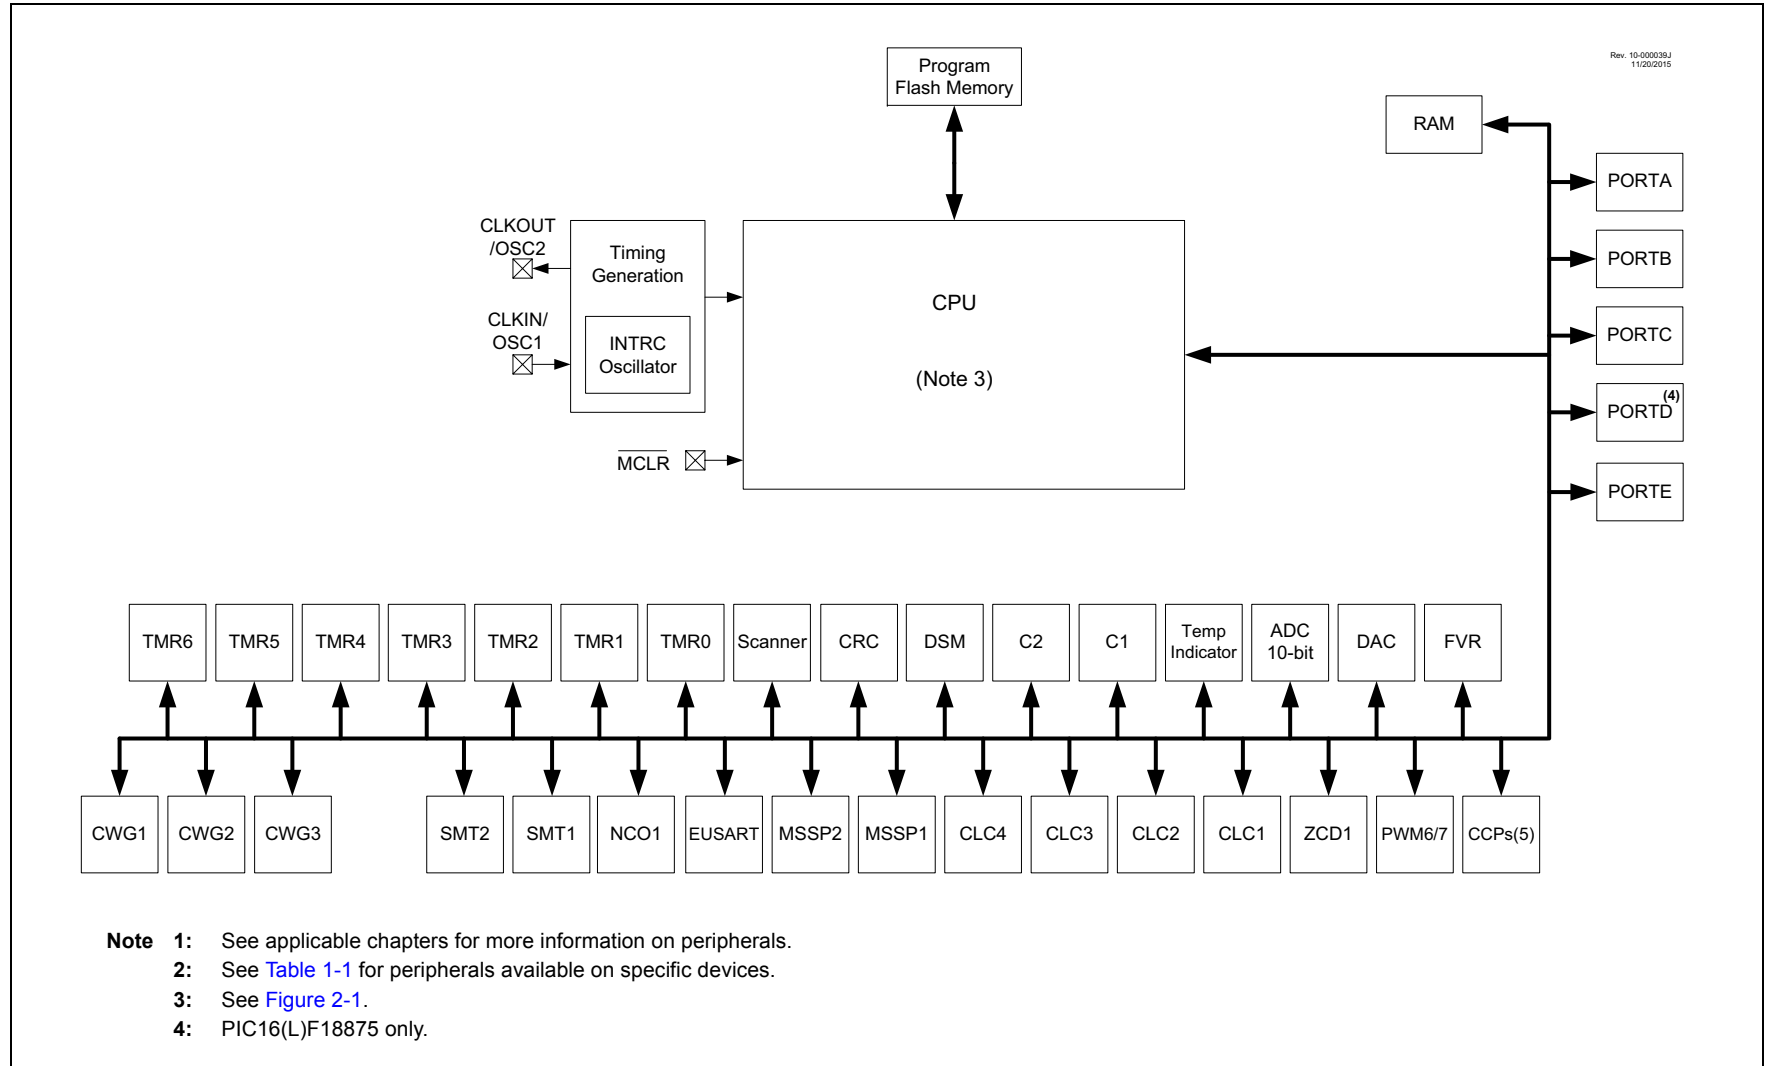 Rev. 10-000039J
11/20/2015
Program
Flash Memory
RAM
PORTA
PORTB
PORTC
PORTD
(4)
PORTE
CLKOUT
/OSC2
Timing
Generation
CLKIN/
OSC1
INTRC
Oscillator
CPU
(Note 3)
MCLR
TMR6
TMR5
TMR4
TMR3
TMR2
TMR1
TMR0
Scanner
CRC
DSM
C2
C1
Temp
Indicator
ADC
10-bit
DAC
FVR
CWG1
CWG2
CWG3
SMT2
SMT1
NCO1
EUSART
MSSP2
MSSP1
CLC4
CLC3
CLC2
CLC1
ZCD1
PWM6/7
CCPs(5)
Note 1: See applicable chapters for more information on peripherals.
2: See Table 1-1 for peripherals available on specific devices.
3: See Figure 2-1.
4: PIC16(L)F18875 only.